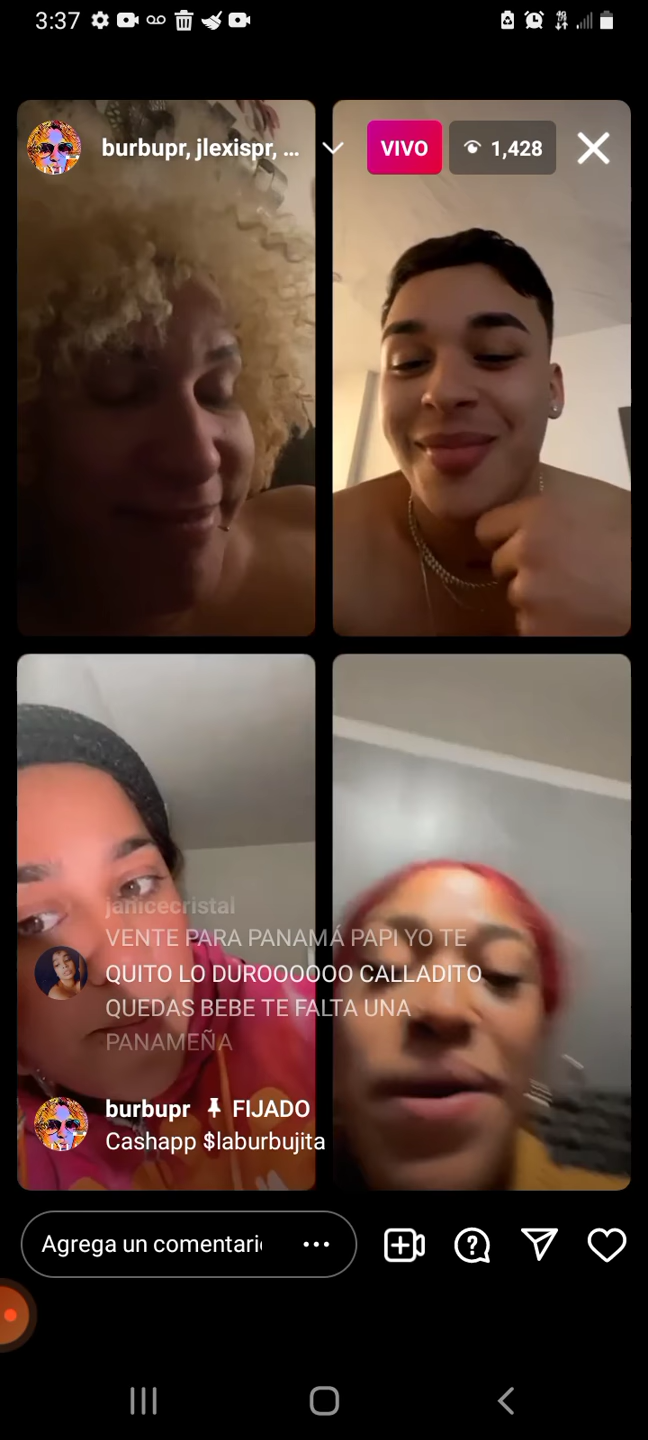 3:37
burbupr, jlexispr, ...
VIVO
1,428
janicecristal
VENTE PARA PANAMÁ PAPI YO TE
QUITO LO DUROOOOOO CALLADITO
QUEDAS BEBE TE FALTA UNA
PANAMEÑA
burbupr FIJADO
Cashapp $laburbujita
Agrega un comentari